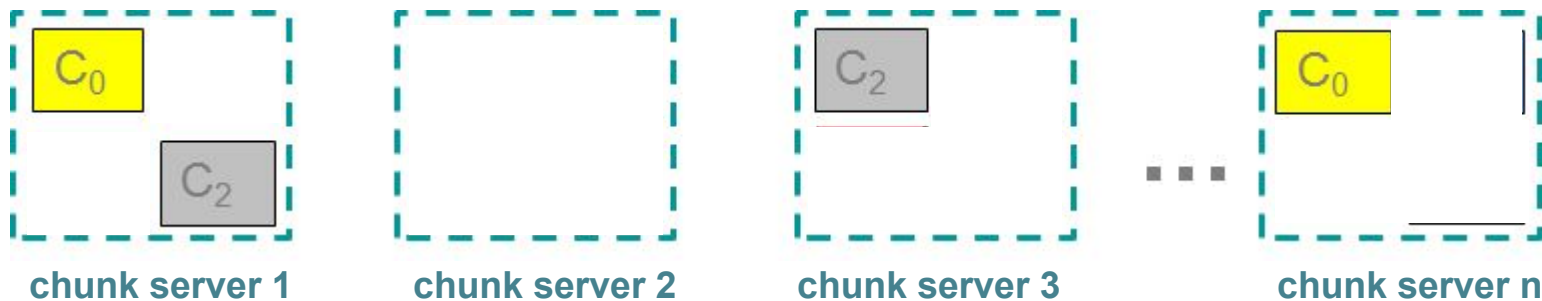 C₀
C₂
C₂
C₀
...
chunk server 1
chunk server 2
chunk server 3
chunk server n